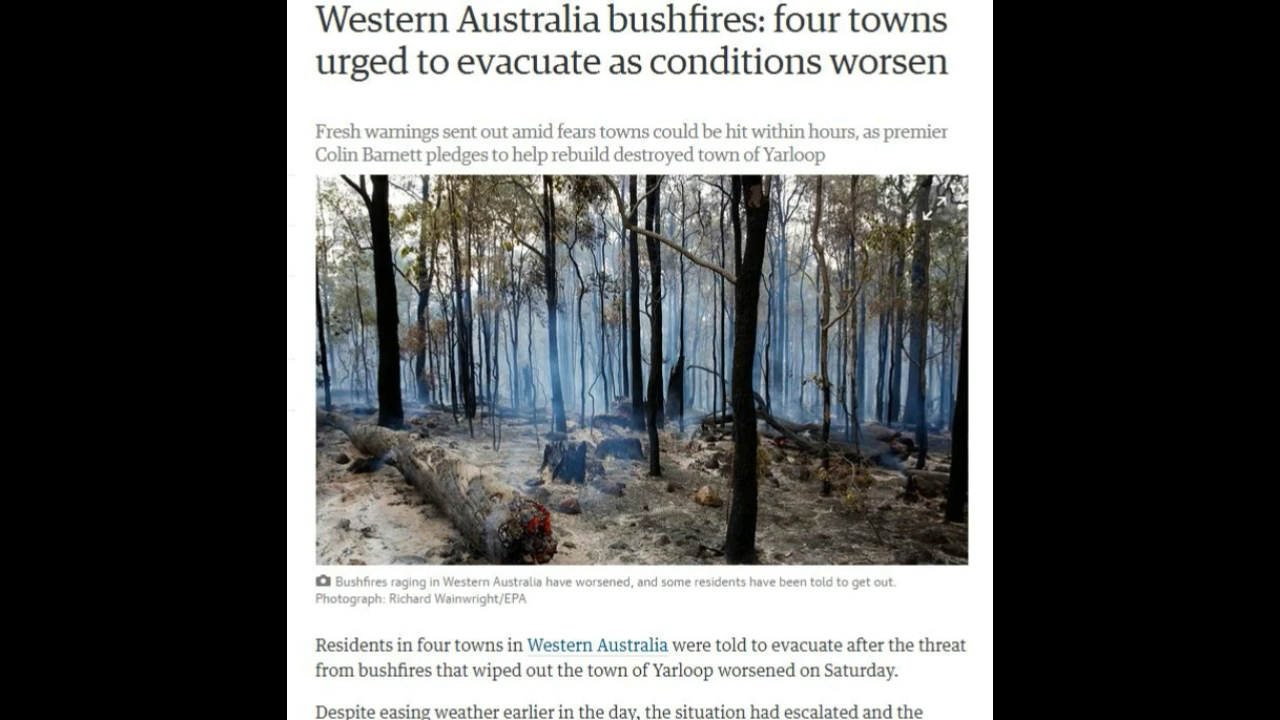 Western Australia bushfires: four towns
urged to evacuate as conditions worsen
Fresh warnings sent out amid fears towns could be hit within hours, as premier
Colin Barnett pledges to help rebuild destroyed town of Yarloop
Bushfires raging in Western Australia have worsened, and some residents have been told to get out.
Photograph: Richard Wainwright/EPA
Residents in four towns in Western Australia were told to evacuate after the threat
from bushfires that wiped out the town of Yarloop worsened on Saturday.
Despite easing weather earlier in the day, the situation had escalated and the